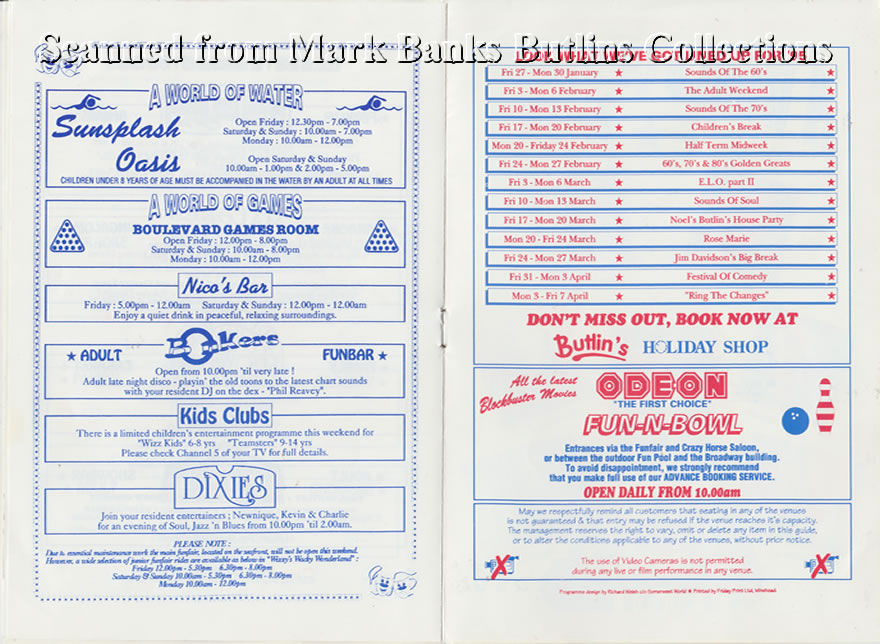 Scanned from Mark Banks Butlins Collections
A WORLD OF WATER
Sunsplash
Oasis
Open Friday : 12.30pm - 7.00pm
Saturday & Sunday : 10.00am - 7.00pm
Monday : 10.00am - 12.00pm
Open Saturday & Sunday
10.00am - 1.00pm & 2.00pm - 5.00pm
CHILDREN UNDER 8 YEARS OF AGE MUST BE ACCOMPANIED IN THE WATER BY AN ADULT AT ALL TIMES
A WORLD OF GAMES
BOULEVARD GAMES ROOM
Open Friday : 12.00pm - 8.00pm
Saturday & Sunday : 10.00am - 8.00pm
Monday : 10.00am - 12.00pm
Nico's Bar
Friday : 5.00pm - 12.00am Saturday & Sunday : 12.00pm - 12.00am
Enjoy a quiet drink in peaceful, relaxing surroundings.
★ ADULT BONkers FUNBAR ★
Open from 10.00pm 'til very late !
Adult late night disco - playin' the old toons to the latest chart sounds
with your resident DJ on the dex - "Phil Reavey".
Kids Clubs
There is a limited children's entertainment programme this weekend for
"Wizz Kids" 6-8 yrs "Teamsters" 9-14 yrs
Please check Channel 5 of your TV for full details.
DIXIES
Join your resident entertainers ; Newnique, Kevin & Charlie
for an evening of Soul, Jazz 'n Blues from 10.00pm 'til 2.00am.
PLEASE NOTE :
Due to essential maintenance work the main funfair, located on the seafront, will not be open this weekend.
However, a wide selection of junior funfair rides are available as below in "Wizzy's Wacky Wonderland" :
Friday 12.00pm - 5.30pm 6.30pm - 8.00pm
Saturday & Sunday 10.00am - 5.30pm 6.30pm - 8.00pm
Monday 10.00am - 12.00pm
LOOK WHAT WE'VE GOT LINED UP FOR '95
Fri 27 - Mon 30 January ★ Sounds Of The 60's ★
Fri 3 - Mon 6 February ★ The Adult Weekend ★
Fri 10 - Mon 13 February ★ Sounds Of The 70's ★
Fri 17 - Mon 20 February ★ Children's Break ★
Mon 20 - Friday 24 February ★ Half Term Midweek ★
Fri 24 - Mon 27 February ★ 60's, 70's & 80's Golden Greats ★
Fri 3 - Mon 6 March ★ E.L.O. part II ★
Fri 10 - Mon 13 March ★ Sounds Of Soul ★
Fri 17 - Mon 20 March ★ Noel's Butlin's House Party ★
Mon 20 - Fri 24 March ★ Rose Marie ★
Fri 24 - Mon 27 March ★ Jim Davidson's Big Break ★
Fri 31 - Mon 3 April ★ Festival Of Comedy ★
Mon 3 - Fri 7 April ★ "Ring The Changes" ★
DON'T MISS OUT, BOOK NOW AT
Butlin's HOLIDAY SHOP
All the latest
Blockbuster Movies
ODEON
"THE FIRST CHOICE"
FUN-N-BOWL
Entrances via the Funfair and Crazy Horse Saloon,
or between the outdoor Fun Pool and the Broadway building.
To avoid disappointment, we strongly recommend
that you make full use of our ADVANCE BOOKING SERVICE.
OPEN DAILY FROM 10.00am
May we respectfully remind all customers that seating in any of the venues
is not guaranteed & that entry may be refused if the venue reaches it's capacity.
The management reserves the right to vary, omit or delete any item in this guide,
or to alter the conditions applicable to any of the venues, without prior notice.
The use of Video Cameras is not permitted
during any live or film performance in any venue.
Programme design by Richard Welsh c/o Somerwest World ★ Printed by Friday Print Ltd, Minehead.